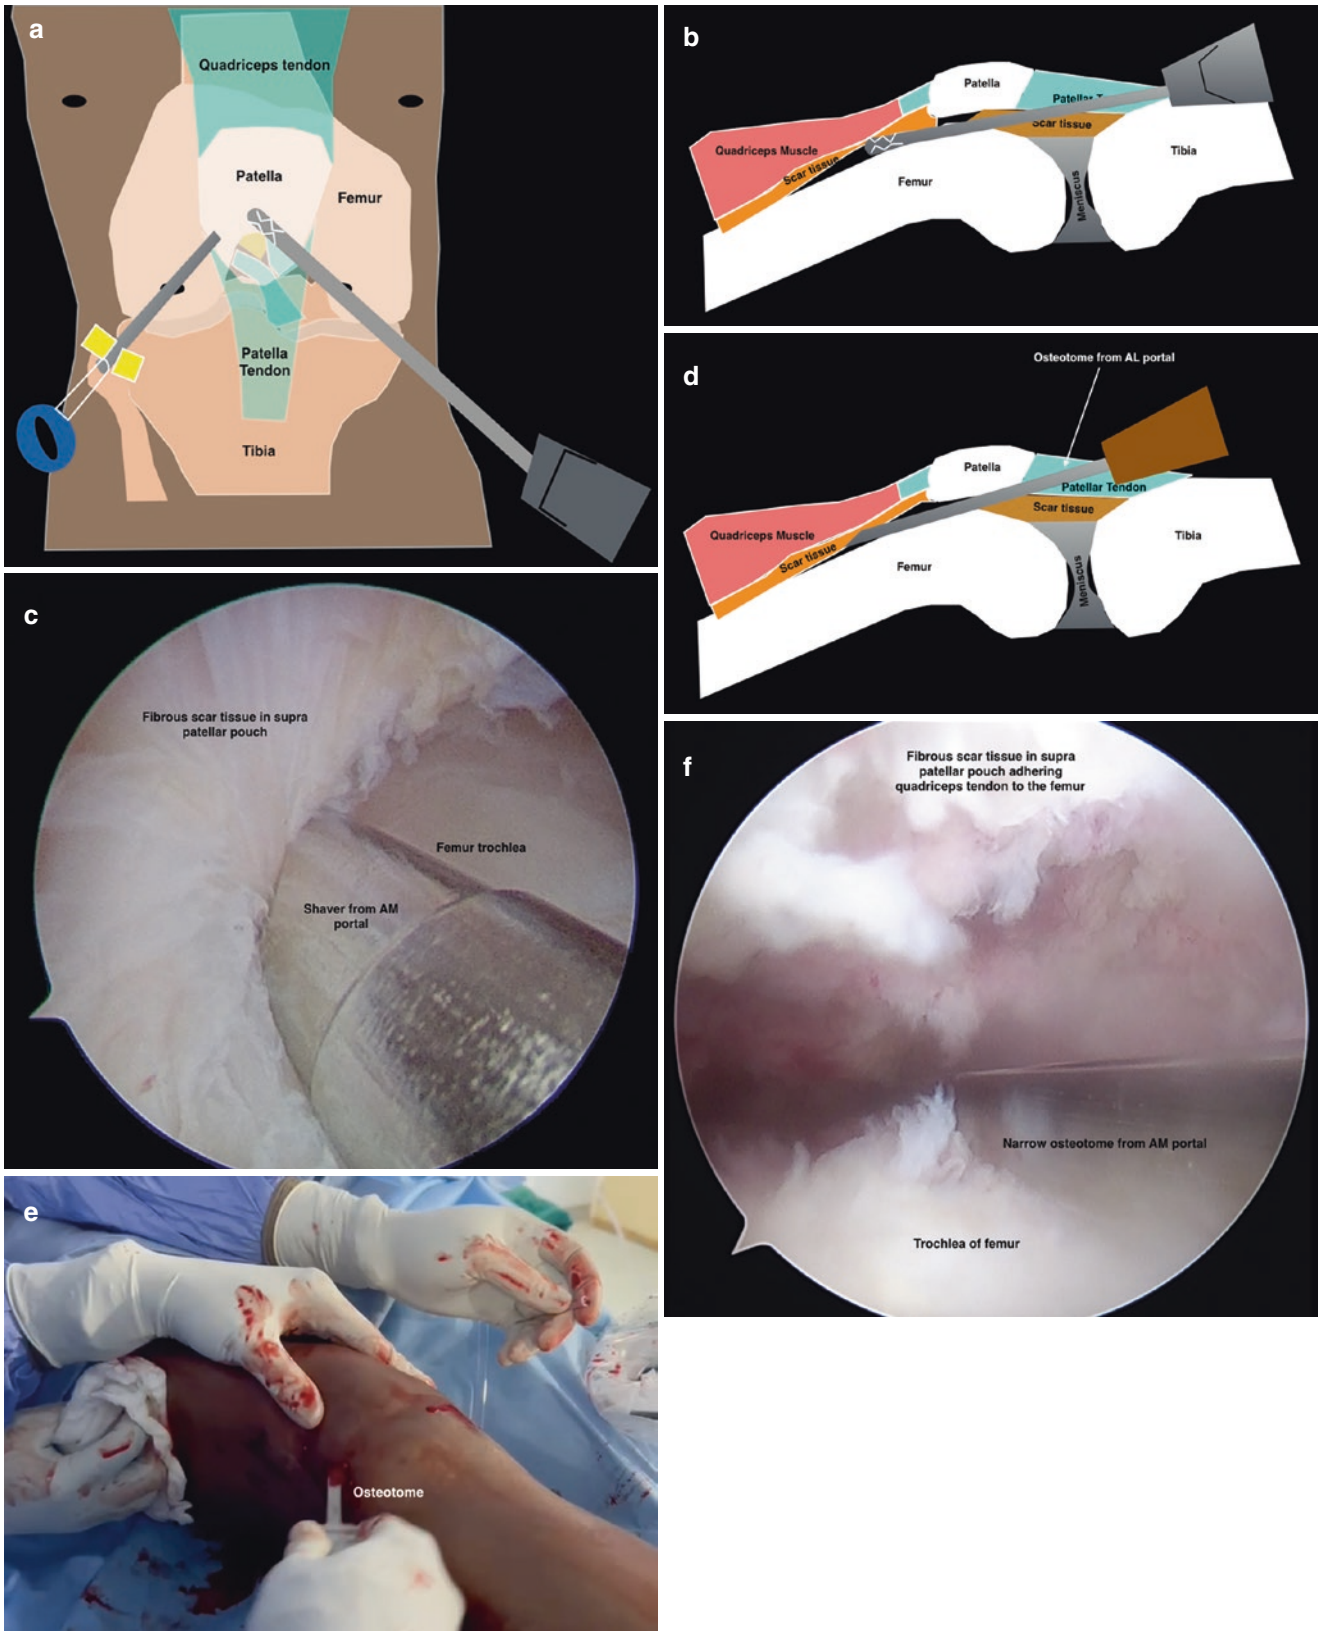 a
Quadriceps tendon
Patella
Femur
Patella
Tendon
Tibia
b
Patella
Patellar T
Scar tissue
Quadriceps Muscle
Scar tissue
Femur
Meniscus
Tibia
c
Fibrous scar tissue in supra
patellar pouch
Femur trochlea
Shaver from AM
portal
d
Osteotome from AL portal
Patella
Patellar Tendon
Scar tissue
Quadriceps Muscle
Scar tissue
Femur
Meniscus
Tibia
e
Osteotome
f
Fibrous scar tissue in supra
patellar pouch adhering
quadriceps tendon to the femur
Narrow osteotome from AM portal
Trochlea of femur